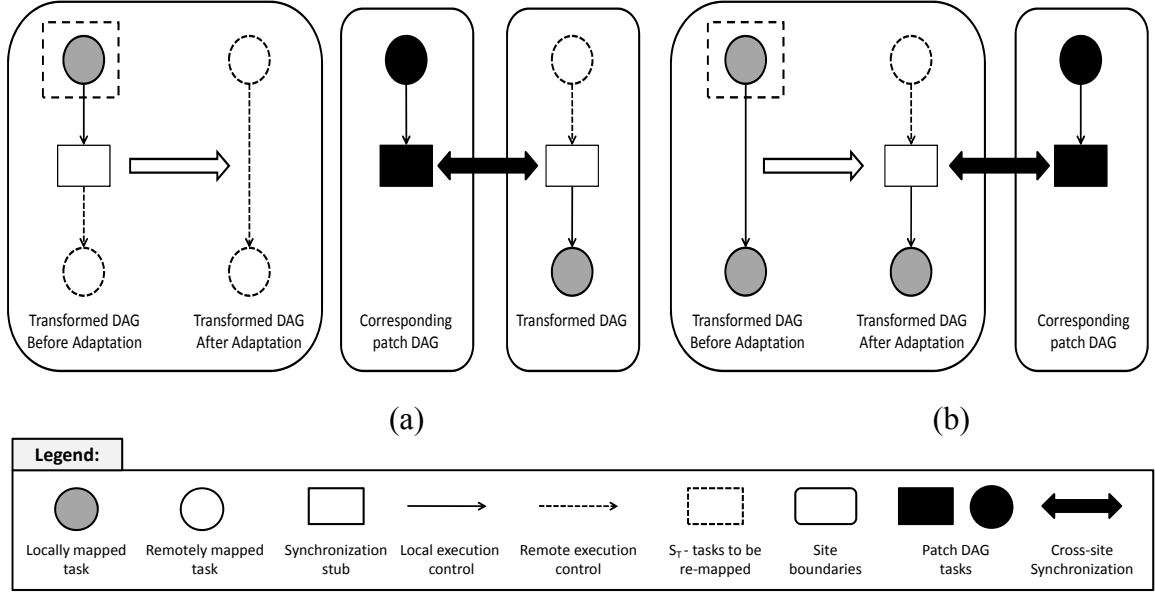 Transformed DAG
Before Adaptation
Transformed DAG
After Adaptation
Corresponding
patch DAG
Transformed DAG
Transformed DAG
Before Adaptation
Transformed DAG
After Adaptation
Corresponding
patch DAG
(a)
(b)
Legend:
Locally mapped
task
Remotely mapped
task
Synchronization
stub
Local execution
control
Remote execution
control
S_T- tasks to be
re-mapped
Site
boundaries
Patch DAG
tasks
Cross-site
Synchronization